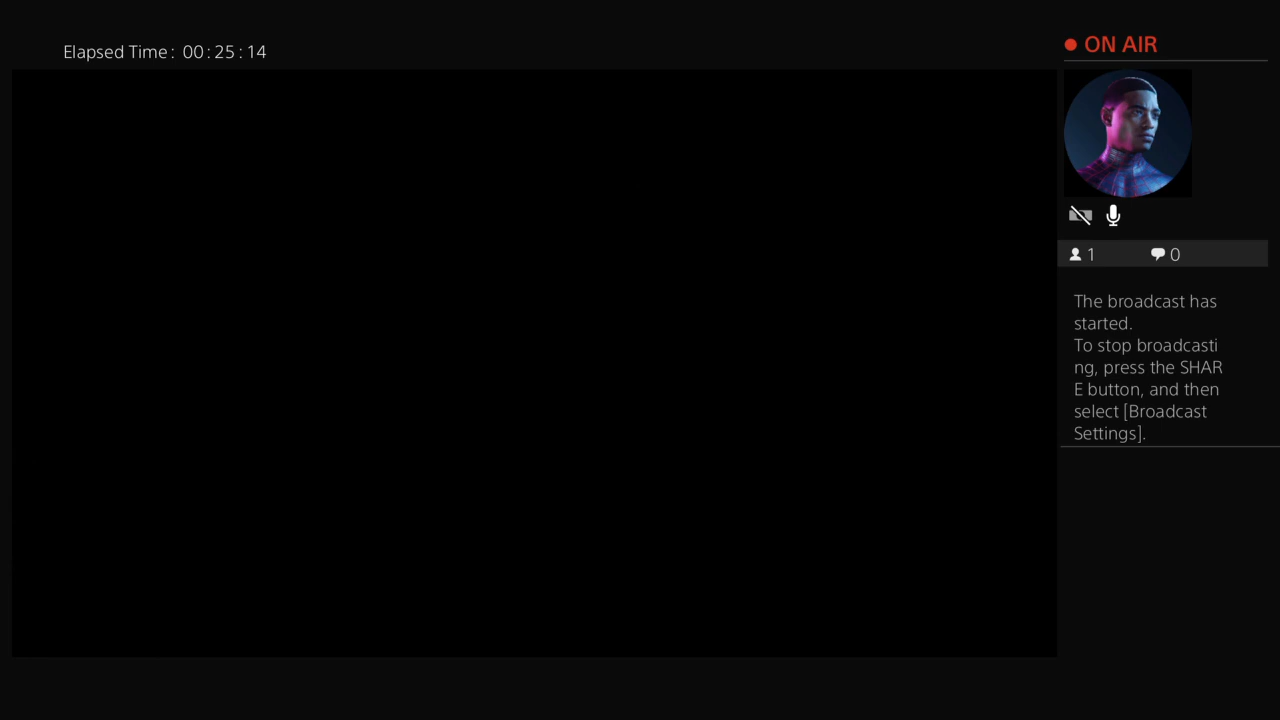 Elapsed Time: 00:25:14
ON AIR
1
0
The broadcast has
started.
To stop broadcasti
ng, press the SHAR
E button, and then
select [Broadcast
Settings].